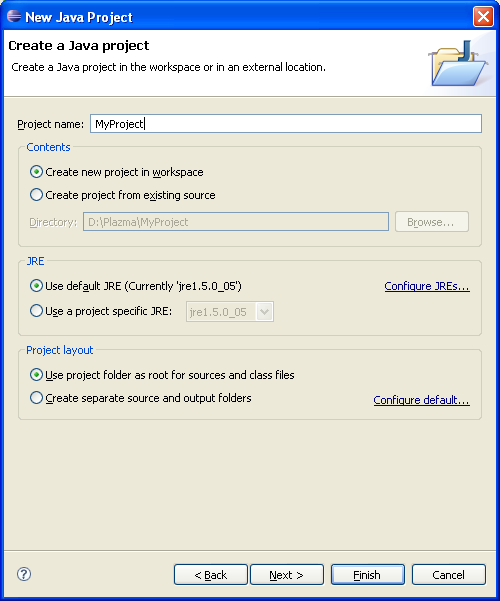 New Java Project
Create a Java project
Create a Java project in the workspace or in an external location.
Project name: MyProject
Contents
Create new project in workspace
Create project from existing source
Directory: D:\Plazma\MyProject Browse...
JRE
Use default JRE (Currently 'jre1.5.0_05') Configure JREs...
Use a project specific JRE: jre1.5.0_05
Project layout
Use project folder as root for sources and class files
Create separate source and output folders Configure default...
? < Back Next > Finish Cancel